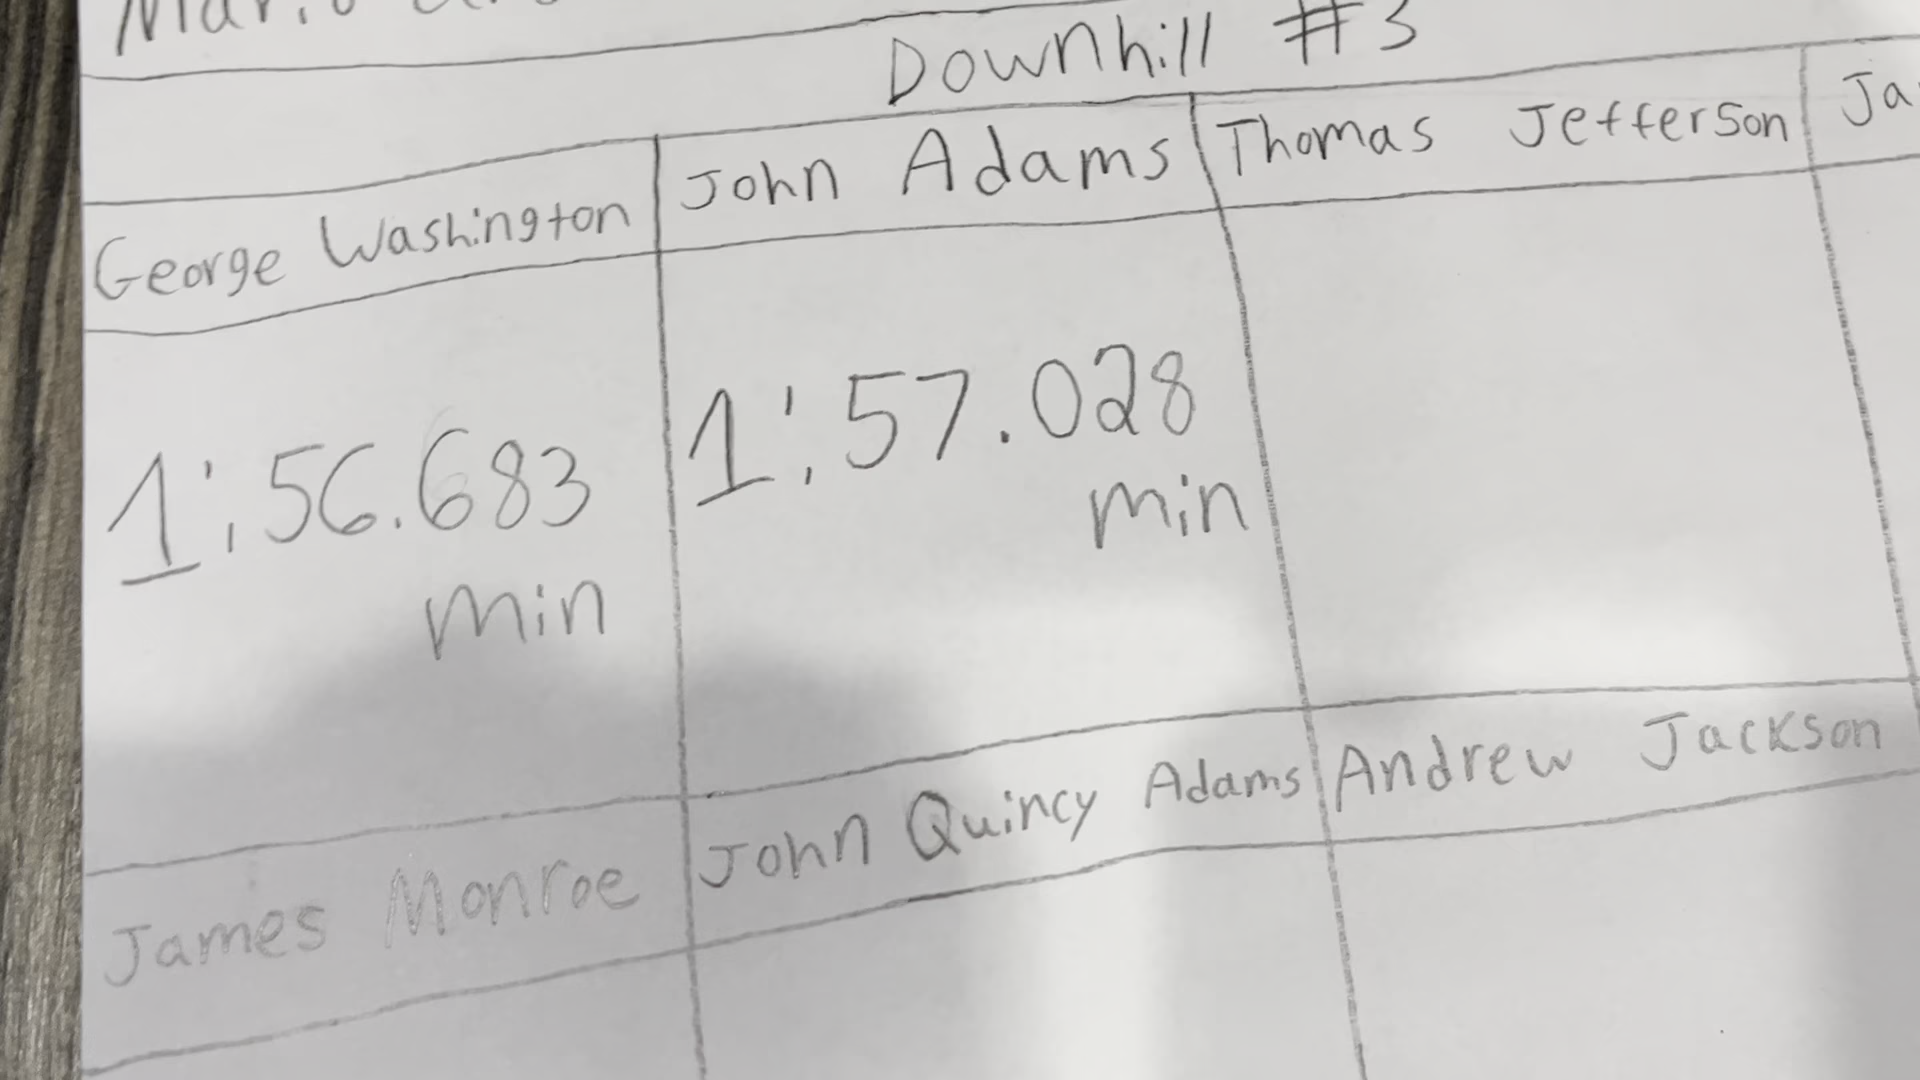 Downhill #3
George Washington John Adams Thomas Jefferson
1:56.683 1:57.028
min min
James Monroe John Quincy Adams Andrew Jackson